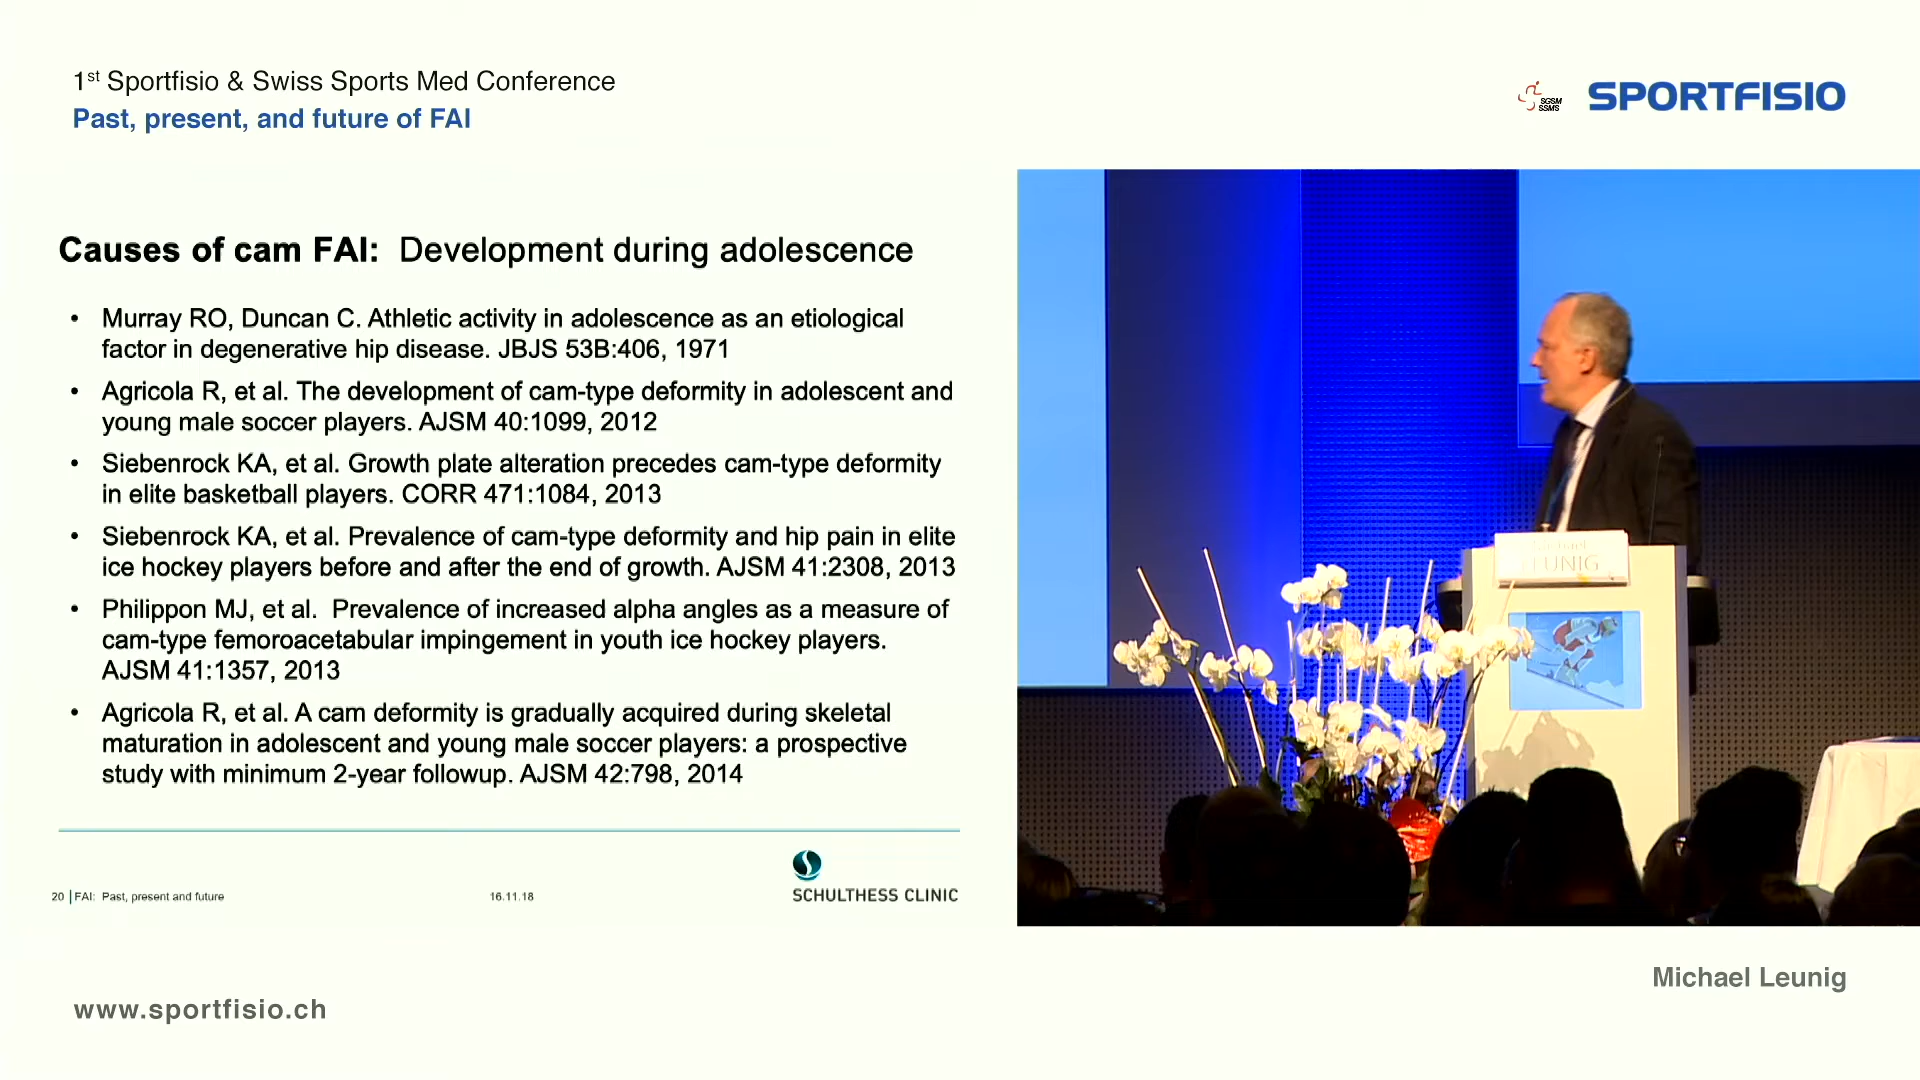 1st Sportfisio & Swiss Sports Med Conference
Past, present, and future of FAI
SGSM
SSMS
SPORTFISIO
Causes of cam FAI: Development during adolescence
• Murray RO, Duncan C. Athletic activity in adolescence as an etiological
factor in degenerative hip disease. JBJS 53B:406, 1971
• Agricola R, et al. The development of cam-type deformity in adolescent and
young male soccer players. AJSM 40:1099, 2012
• Siebenrock KA, et al. Growth plate alteration precedes cam-type deformity
in elite basketball players. CORR 471:1084, 2013
• Siebenrock KA, et al. Prevalence of cam-type deformity and hip pain in elite
ice hockey players before and after the end of growth. AJSM 41:2308, 2013
• Philippon MJ, et al. Prevalence of increased alpha angles as a measure of
cam-type femoroacetabular impingement in youth ice hockey players.
AJSM 41:1357, 2013
• Agricola R, et al. A cam deformity is gradually acquired during skeletal
maturation in adolescent and young male soccer players: a prospective
study with minimum 2-year followup. AJSM 42:798, 2014
20 | FAI: Past, present and future
16.11.18
SCHULTHESS CLINIC
LEUNIG
Michael Leunig
www.sportfisio.ch